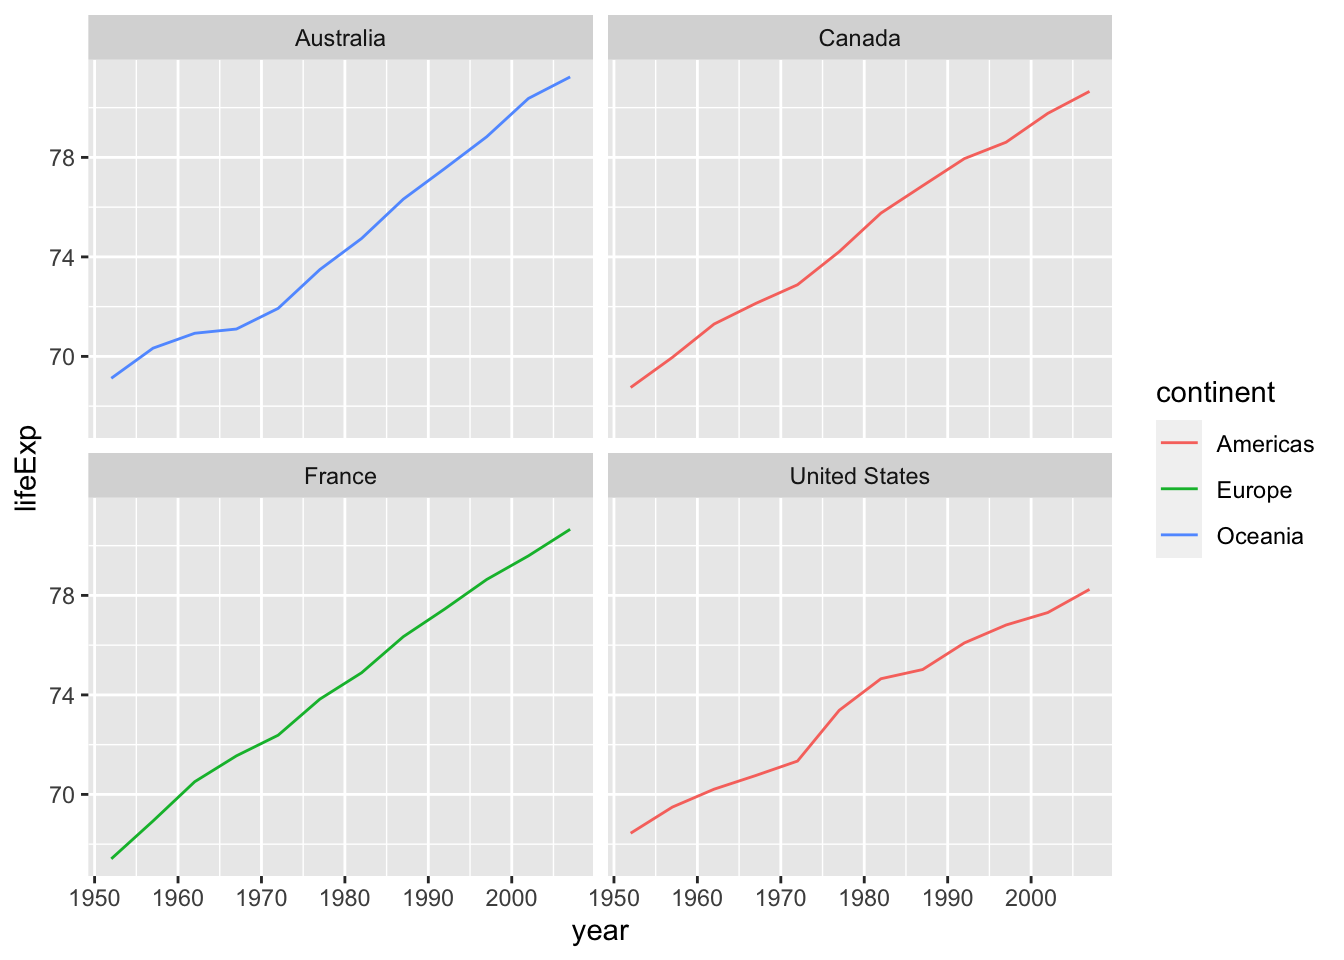 Australia
Canada
78
74
70
France
United States
78
74
70
1950 1960 1970 1980 1990 2000
1950 1960 1970 1980 1990 2000
year
lifeExp
continent
Americas
Europe
Oceania